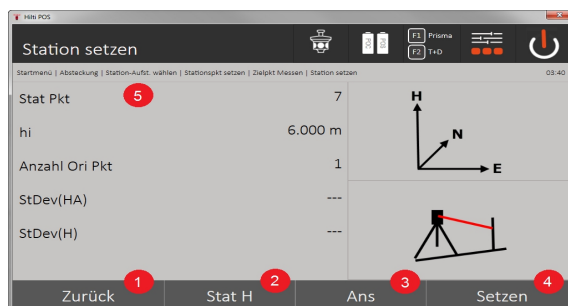 Hilti POS
Station setzen
POC
POS
F1 Prisma
F2 T+D
Startmenü | Absteckung | Station-Aufst. wählen | Stationspkt setzen | Zielpkt Messen | Station setzen
03:40
Stat Pkt 5 7
hi 6.000 m
Anzahl Ori Pkt 1
StDev(HA) ---
StDev(H) ---
H
N
E
1 2 3 4
Zurück Stat H Ans Setzen